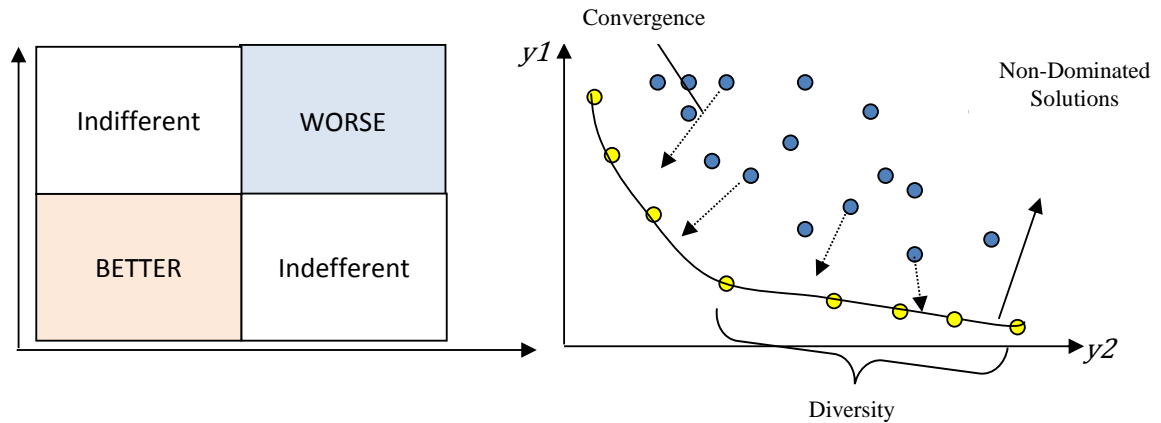 Indifferent
WORSE
BETTER
Indefferent
Convergence
y1
Non-Dominated
Solutions
y2
Diversity